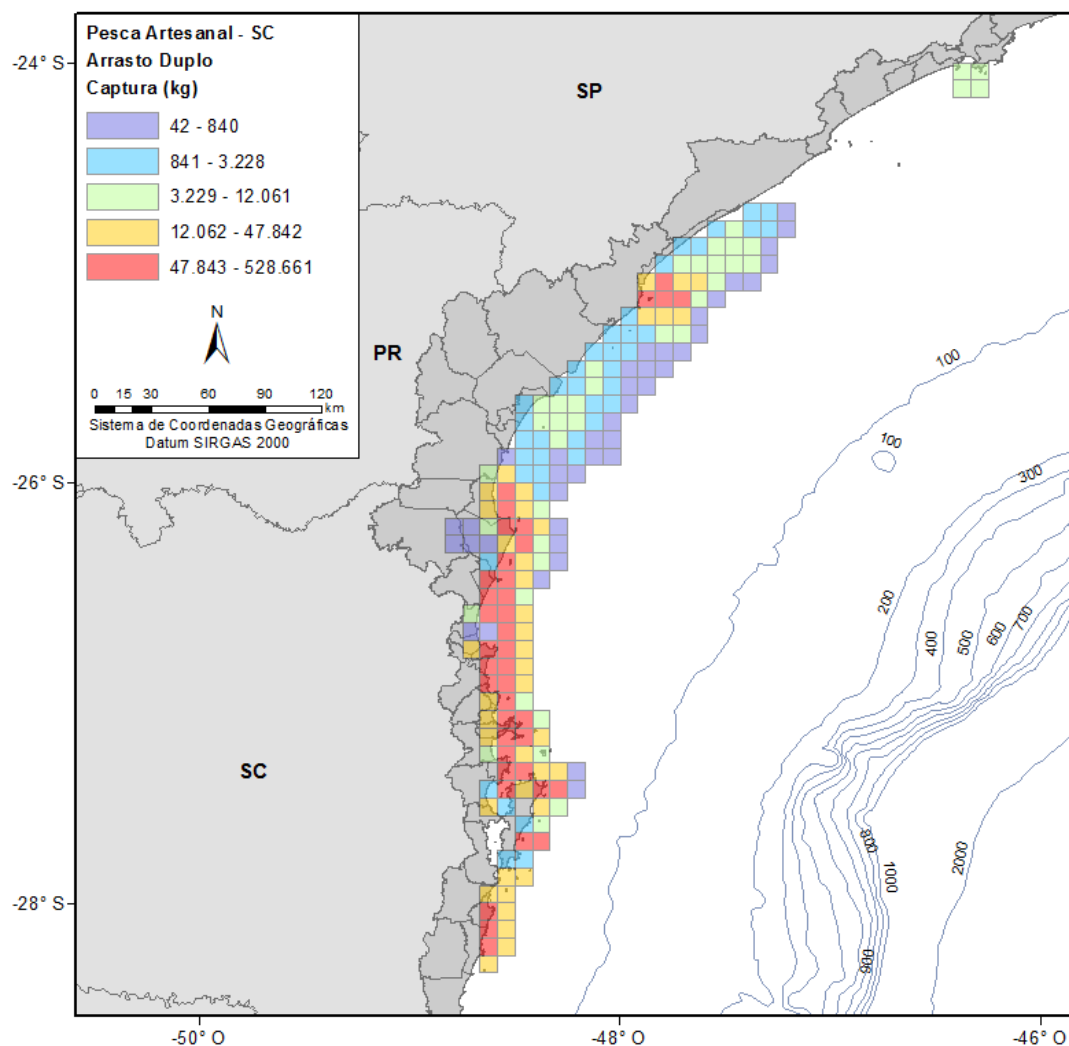 Pesca Artesanal - SC
Arrasto Duplo
Captura (kg)
42 - 840
841 - 3.228
3.229 - 12.061
12.062 - 47.842
47.843 - 528.661
N
0 15 30 60 90 120
km
Sistema de Coordenadas Geográficas
Datum SIRGAS 2000
-24° S
-26° S
-28° S
SP
PR
SC
100
100
300
200
400
500
600
700
800
1000
2000
900
-50° O
-48° O
-46° O